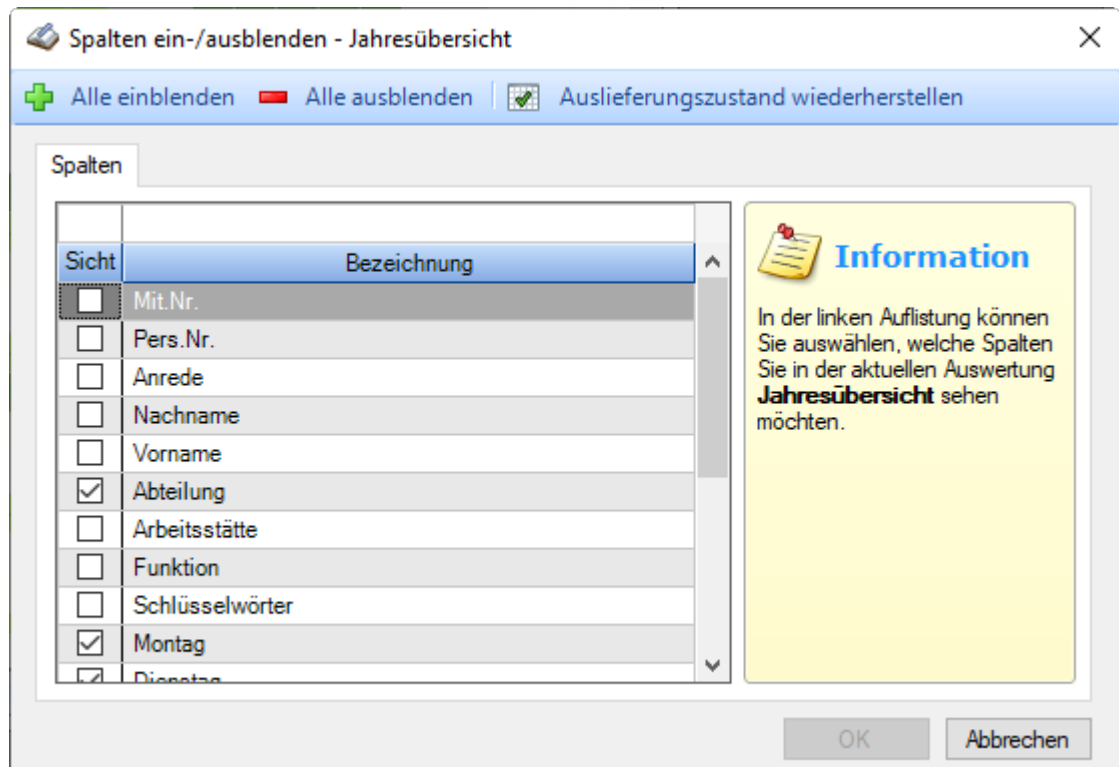 Spalten ein-/ausblenden - Jahresübersicht
Alle einblenden Alle ausblenden Auslieferungszustand wiederherstellen
Spalten
Sicht Bezeichnung
Mit.Nr.
Pers.Nr.
Anrede
Nachname
Vorname
Abteilung
Arbeitsstätte
Funktion
Schlüsselwörter
Montag
Dienstag
Information
In der linken Auflistung können
Sie auswählen, welche Spalten
Sie in der aktuellen Auswertung
Jahresübersicht sehen
möchten.
OK Abbrechen